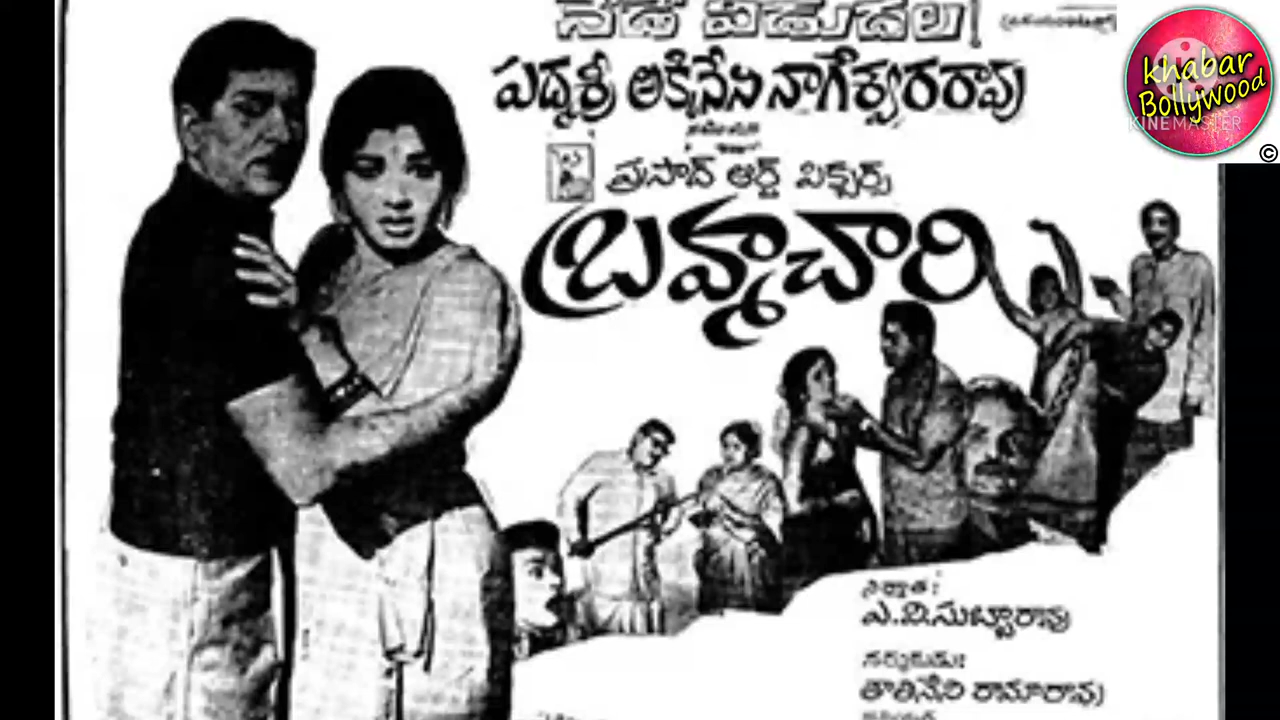 నేడే విడుదల!
పద్మశ్రీ అక్కినేని నాగేశ్వరరావు
ప్రసాద్ ఆర్ట్ పిక్చర్స్
బ్రహ్మచారి
నిర్మాత:
ఎ.వి.సుబ్బారావు
దర్శకుడు:
తాతినేని రామారావు
khabar
Bollywood
KINEMASTER
©